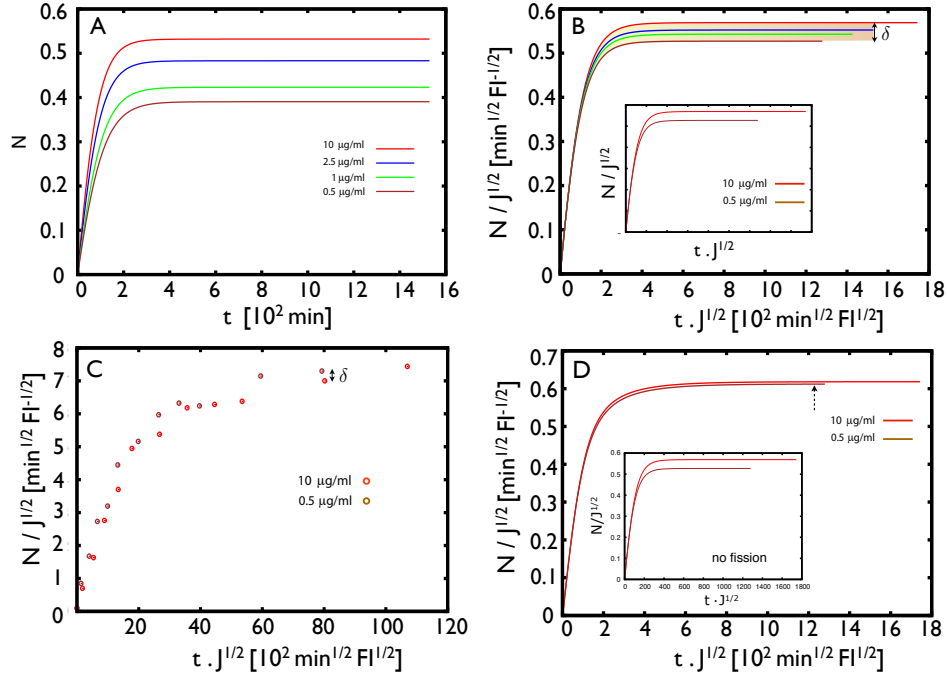 A
N
0.6
0.5
0.4
0.3
0.2
0.1
0
10 µg/ml
2.5 µg/ml
1 µg/ml
0.5 µg/ml
0 2 4 6 8 10 12 14 16
t [10² min]
B
N / J^1/2 [min^1/2 FI^-1/2]
0.6
0.5
0.4
0.3
0.2
0.1
0
δ
N / J^1/2
10 µg/ml
0.5 µg/ml
t . J^1/2
0 2 4 6 8 10 12 14 16 18
t . J^1/2 [10² min^1/2 FI^1/2]
C
N / J^1/2 [min^1/2 FI^-1/2]
8
7
6
5
4
3
2
1
0
δ
10 µg/ml
0.5 µg/ml
20 40 60 80 100 120
t . J^1/2 [10² min^1/2 FI^1/2]
D
N / J^1/2 [min^1/2 FI^-1/2]
0.7
0.6
0.5
0.4
0.3
0.2
0.1
0
10 µg/ml
0.5 µg/ml
N/J^1/2
0.6
0.5
0.4
0.3
0.2
0.1
0
no fission
0 200 400 600 800 1000 1200 1400 1600 1800
t · J^1/2
0 2 4 6 8 10 12 14 16 18
t . J^1/2 [10² min^1/2 FI^1/2]